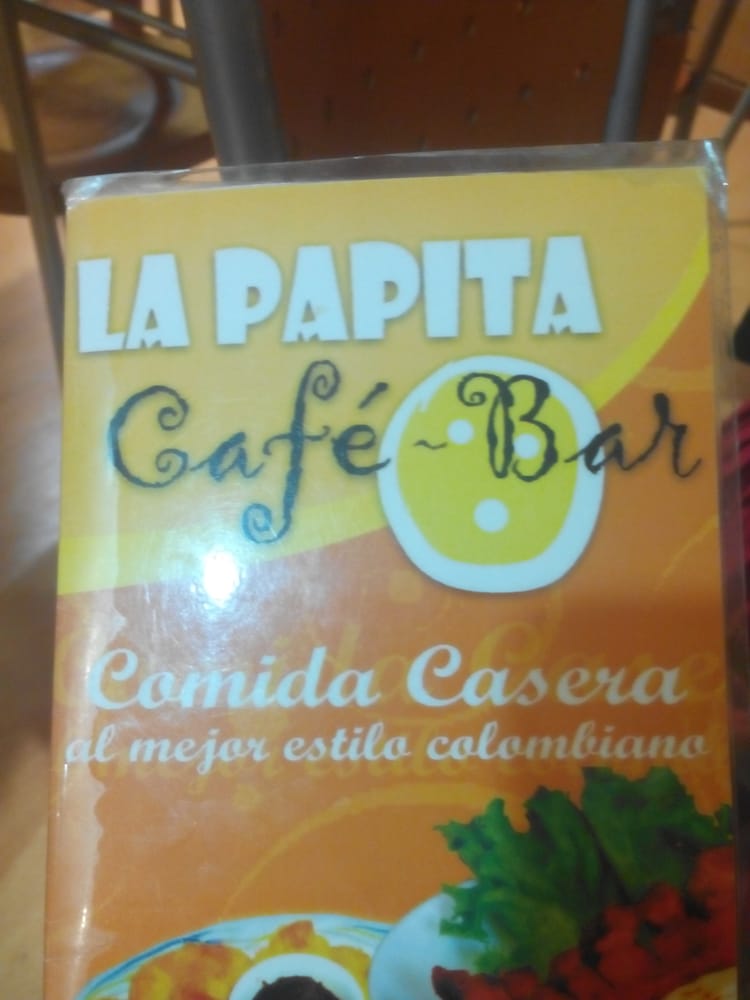 LA PAPITA
Café~Bar
Comida Casera
al mejor estilo colombiano